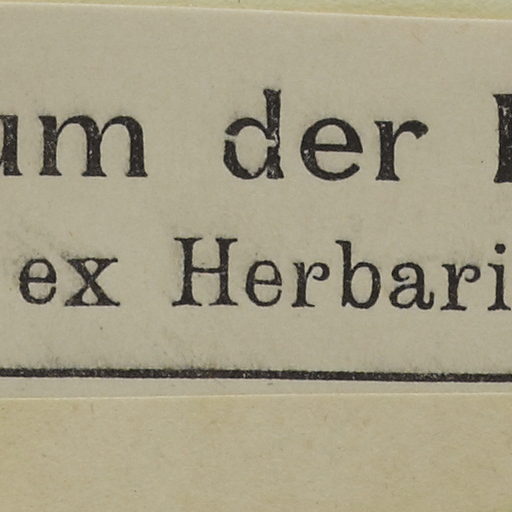 um der
ex Herbari